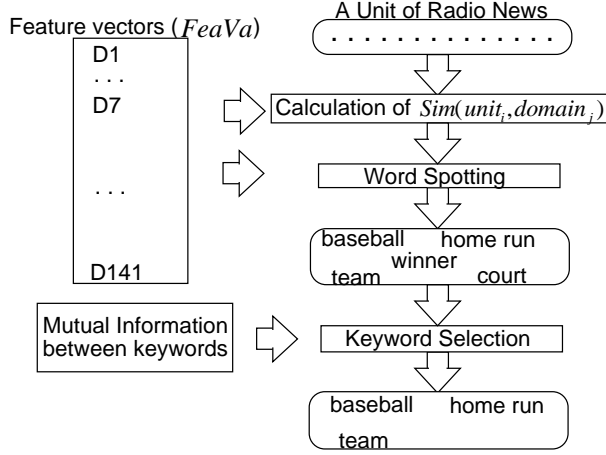 A Unit of Radio News
Feature vectors (FeaVa)
. . . . . . . . . . . . . .
D1
. . .
D7
Calculation of Sim(unit_i,domain_j)
Word Spotting
. . .
baseball home run
winner
team court
D141
Mutual Information
between keywords
Keyword Selection
baseball home run
team